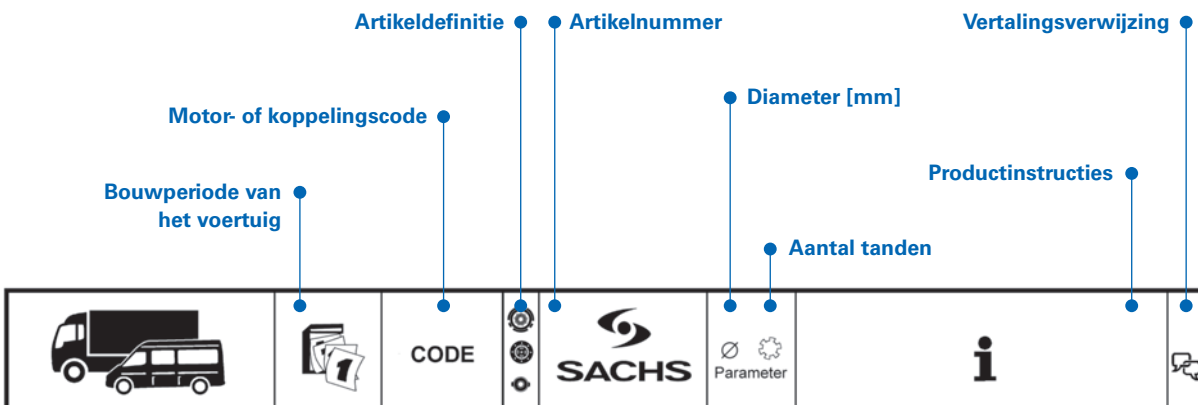 Artikeldefinitie
Artikelnummer
Vertalingsverwijzing
Diameter [mm]
Motor- of koppelingscode
Productinstructies
Bouwperiode van
het voertuig
Aantal tanden
1
CODE
SACHS
Ø
Parameter
i